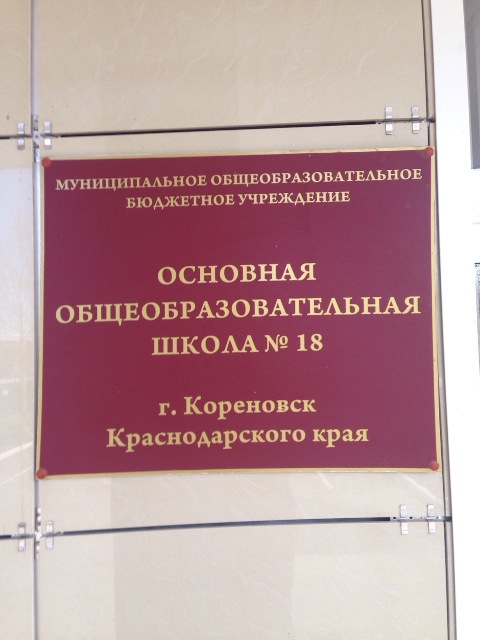 МУНИЦИПАЛЬНОЕ ОБЩЕОБРАЗОВАТЕЛЬНОЕ
БЮДЖЕТНОЕ УЧРЕЖДЕНИЕ
ОСНОВНАЯ
ОБЩЕОБРАЗОВАТЕЛЬНАЯ
ШКОЛА № 18
г. Кореновск
Краснодарского края